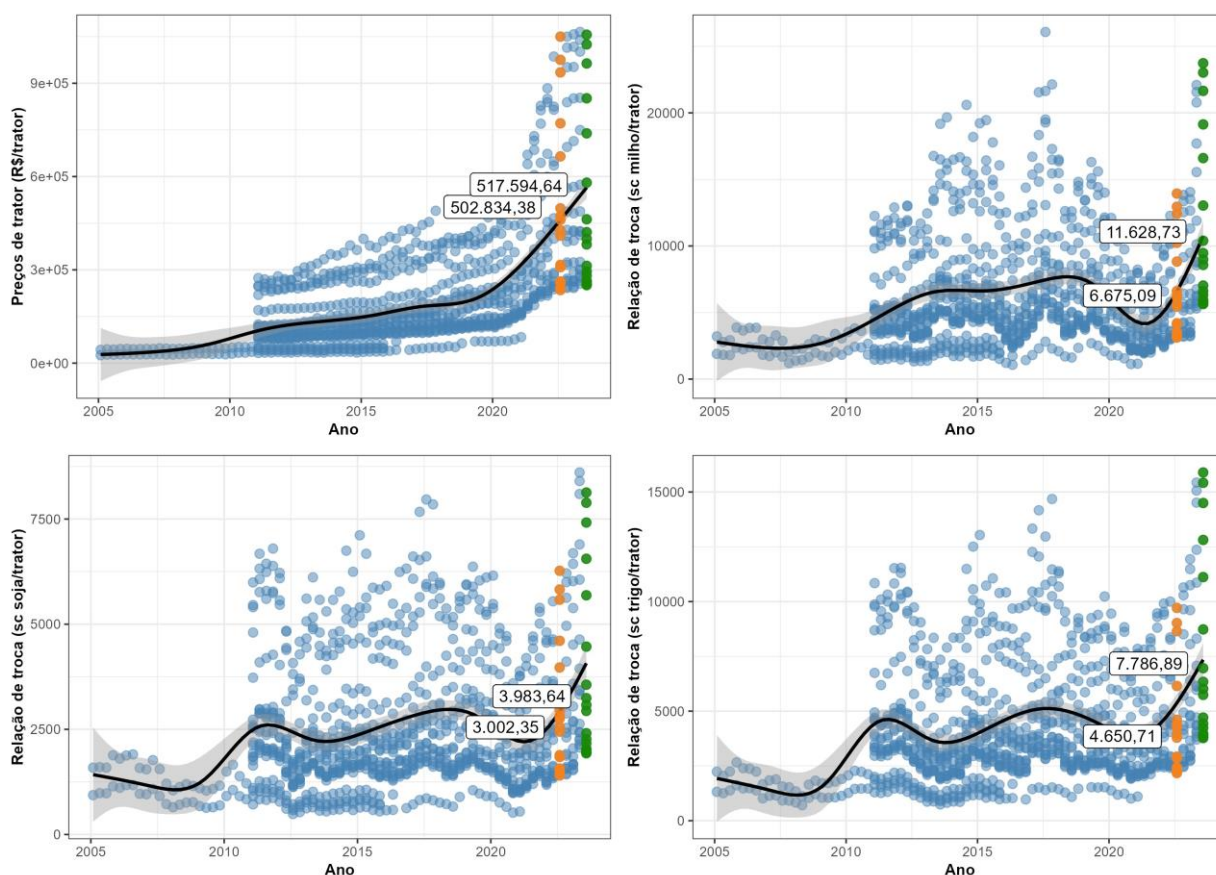 Preços de trator (R$/trator)
9e+05
6e+05
3e+05
0e+00
517.594,64
502.834,38
2005 2010 2015 2020
Ano
Relação de troca (sc milho/trator)
20000
10000
0
11.628,73
6.675,09
2005 2010 2015 2020
Ano
Relação de troca (sc soja/trator)
7500
5000
2500
0
3.983,64
3.002,35
2005 2010 2015 2020
Ano
Relação de troca (sc trigo/trator)
15000
10000
5000
0
7.786,89
4.650,71
2005 2010 2015 2020
Ano